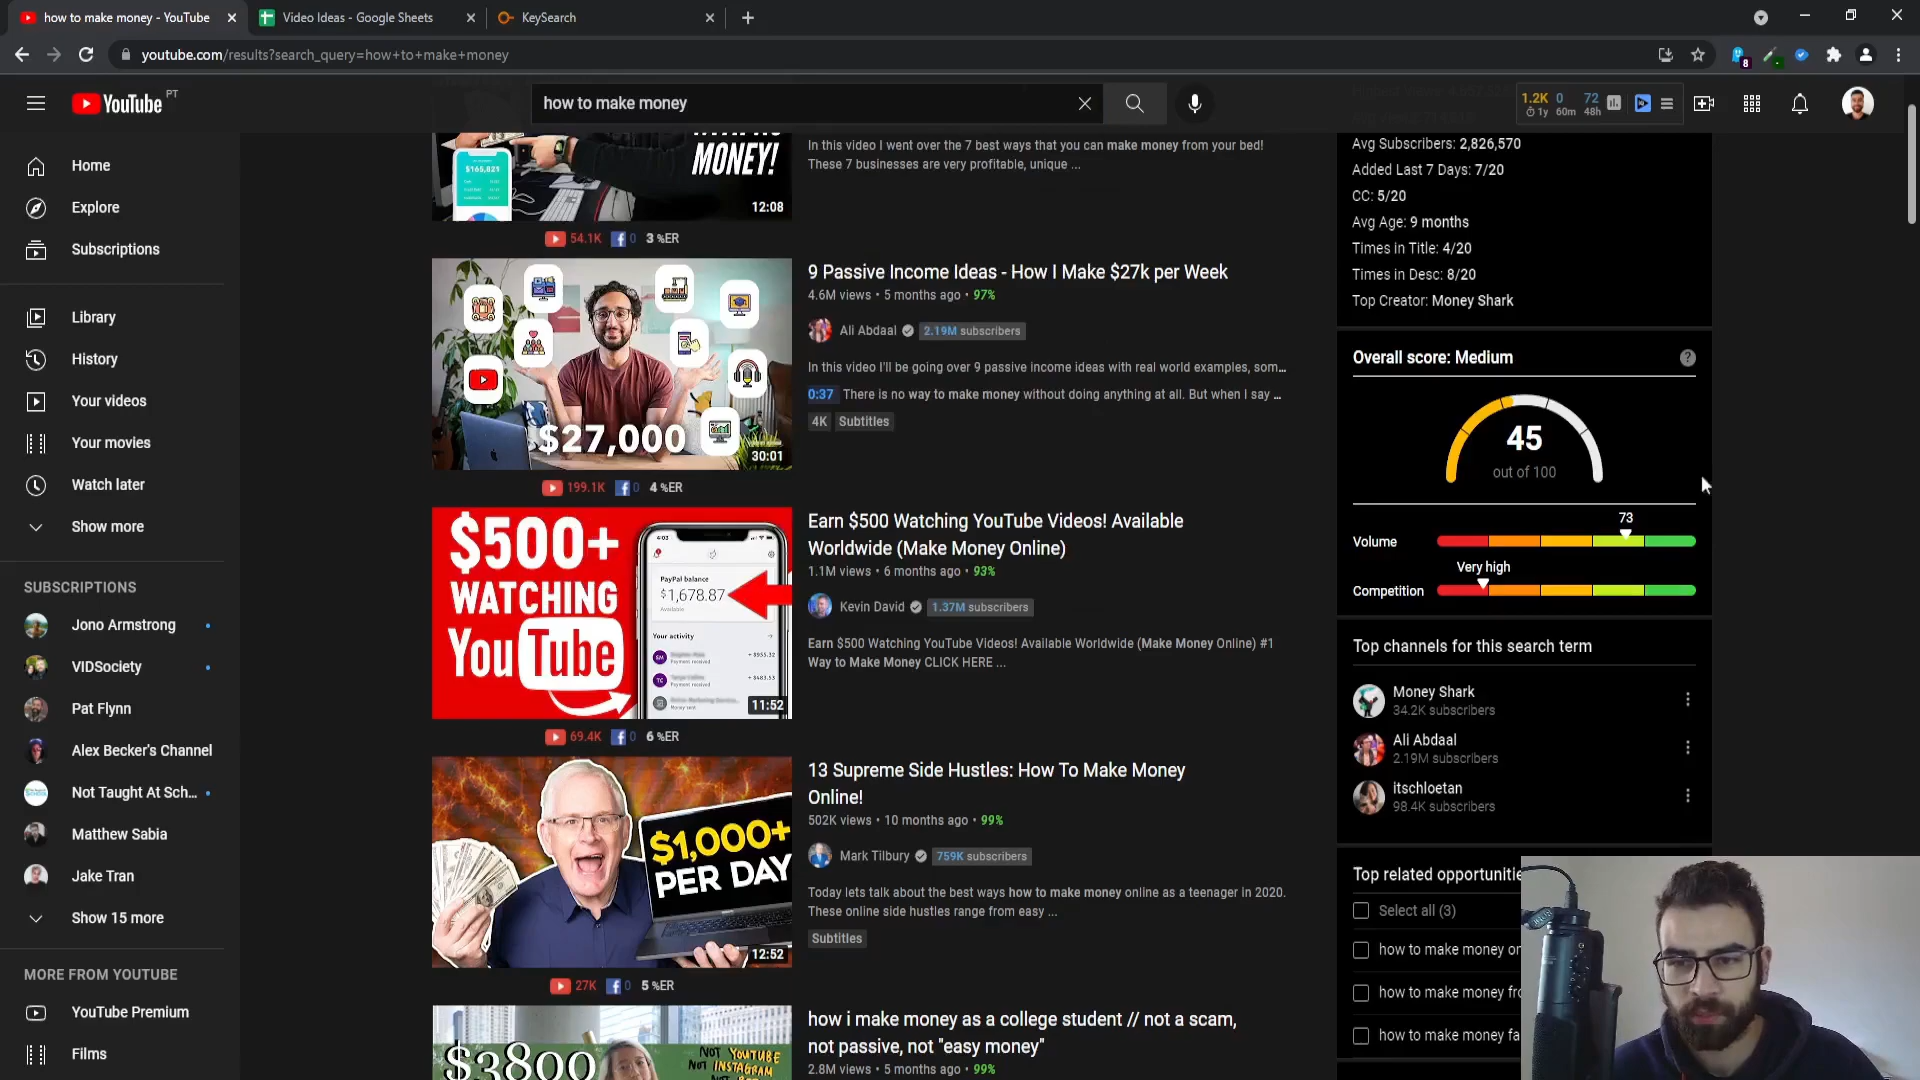 how to make money - YouTube
Video Ideas - Google Sheets
KeySearch
youtube.com/results?search_query=how+to+make+money
8
YouTube PT
how to make money
1.2K 0 72
1y 60m 48h
Home
Explore
Subscriptions
Library
History
Your videos
Your movies
Watch later
Show more
SUBSCRIPTIONS
Jono Armstrong
VIDSociety
Pat Flynn
Alex Becker's Channel
Not Taught At Sch...
Matthew Sabia
Jake Tran
Show 15 more
MORE FROM YOUTUBE
YouTube Premium
Films
$165,821
MONEY!
12:08
54.1K 0 3 %ER
In this video I went over the 7 best ways that you can make money from your bed!
These 7 businesses are very profitable, unique ...
$27,000
30:01
199.1K 0 4 %ER
9 Passive Income Ideas - How I Make $27k per Week
4.6M views • 5 months ago • 97%
Ali Abdaal 2.19M subscribers
In this video I'll be going over 9 passive income ideas with real world examples, som...
0:37 There is no way to make money without doing anything at all. But when I say ...
4K Subtitles
$500+
WATCHING
YouTube
4:03
PayPal balance
$1,678.87
Available
Your activity
Payment received
+ $955.32
Payment received
+ $483.53
Money sent
11:52
69.4K 0 6 %ER
Earn $500 Watching YouTube Videos! Available
Worldwide (Make Money Online)
1.1M views • 6 months ago • 93%
Kevin David 1.37M subscribers
Earn $500 Watching YouTube Videos! Available Worldwide (Make Money Online) #1
Way to Make Money CLICK HERE ...
$1,000+
PER DAY
12:52
27K 0 5 %ER
13 Supreme Side Hustles: How To Make Money
Online!
502K views • 10 months ago • 99%
Mark Tilbury 759K subscribers
Today lets talk about the best ways how to make money online as a teenager in 2020.
These online side hustles range from easy ...
Subtitles
$3800
NOT YOUTUBE
NOT INSTAGRAM
how i make money as a college student // not a scam,
not passive, not "easy money"
2.8M views • 5 months ago • 99%
Avg Subscribers: 2,826,570
Added Last 7 Days: 7/20
CC: 5/20
Avg Age: 9 months
Times in Title: 4/20
Times in Desc: 8/20
Top Creator: Money Shark
Overall score: Medium
?
45
out of 100
73
Volume
Very high
Competition
Top channels for this search term
Money Shark
34.2K subscribers
Ali Abdaal
2.19M subscribers
itschloetan
98.4K subscribers
Top related opportunitie
Select all (3)
how to make money on
how to make money fro
how to make money fa